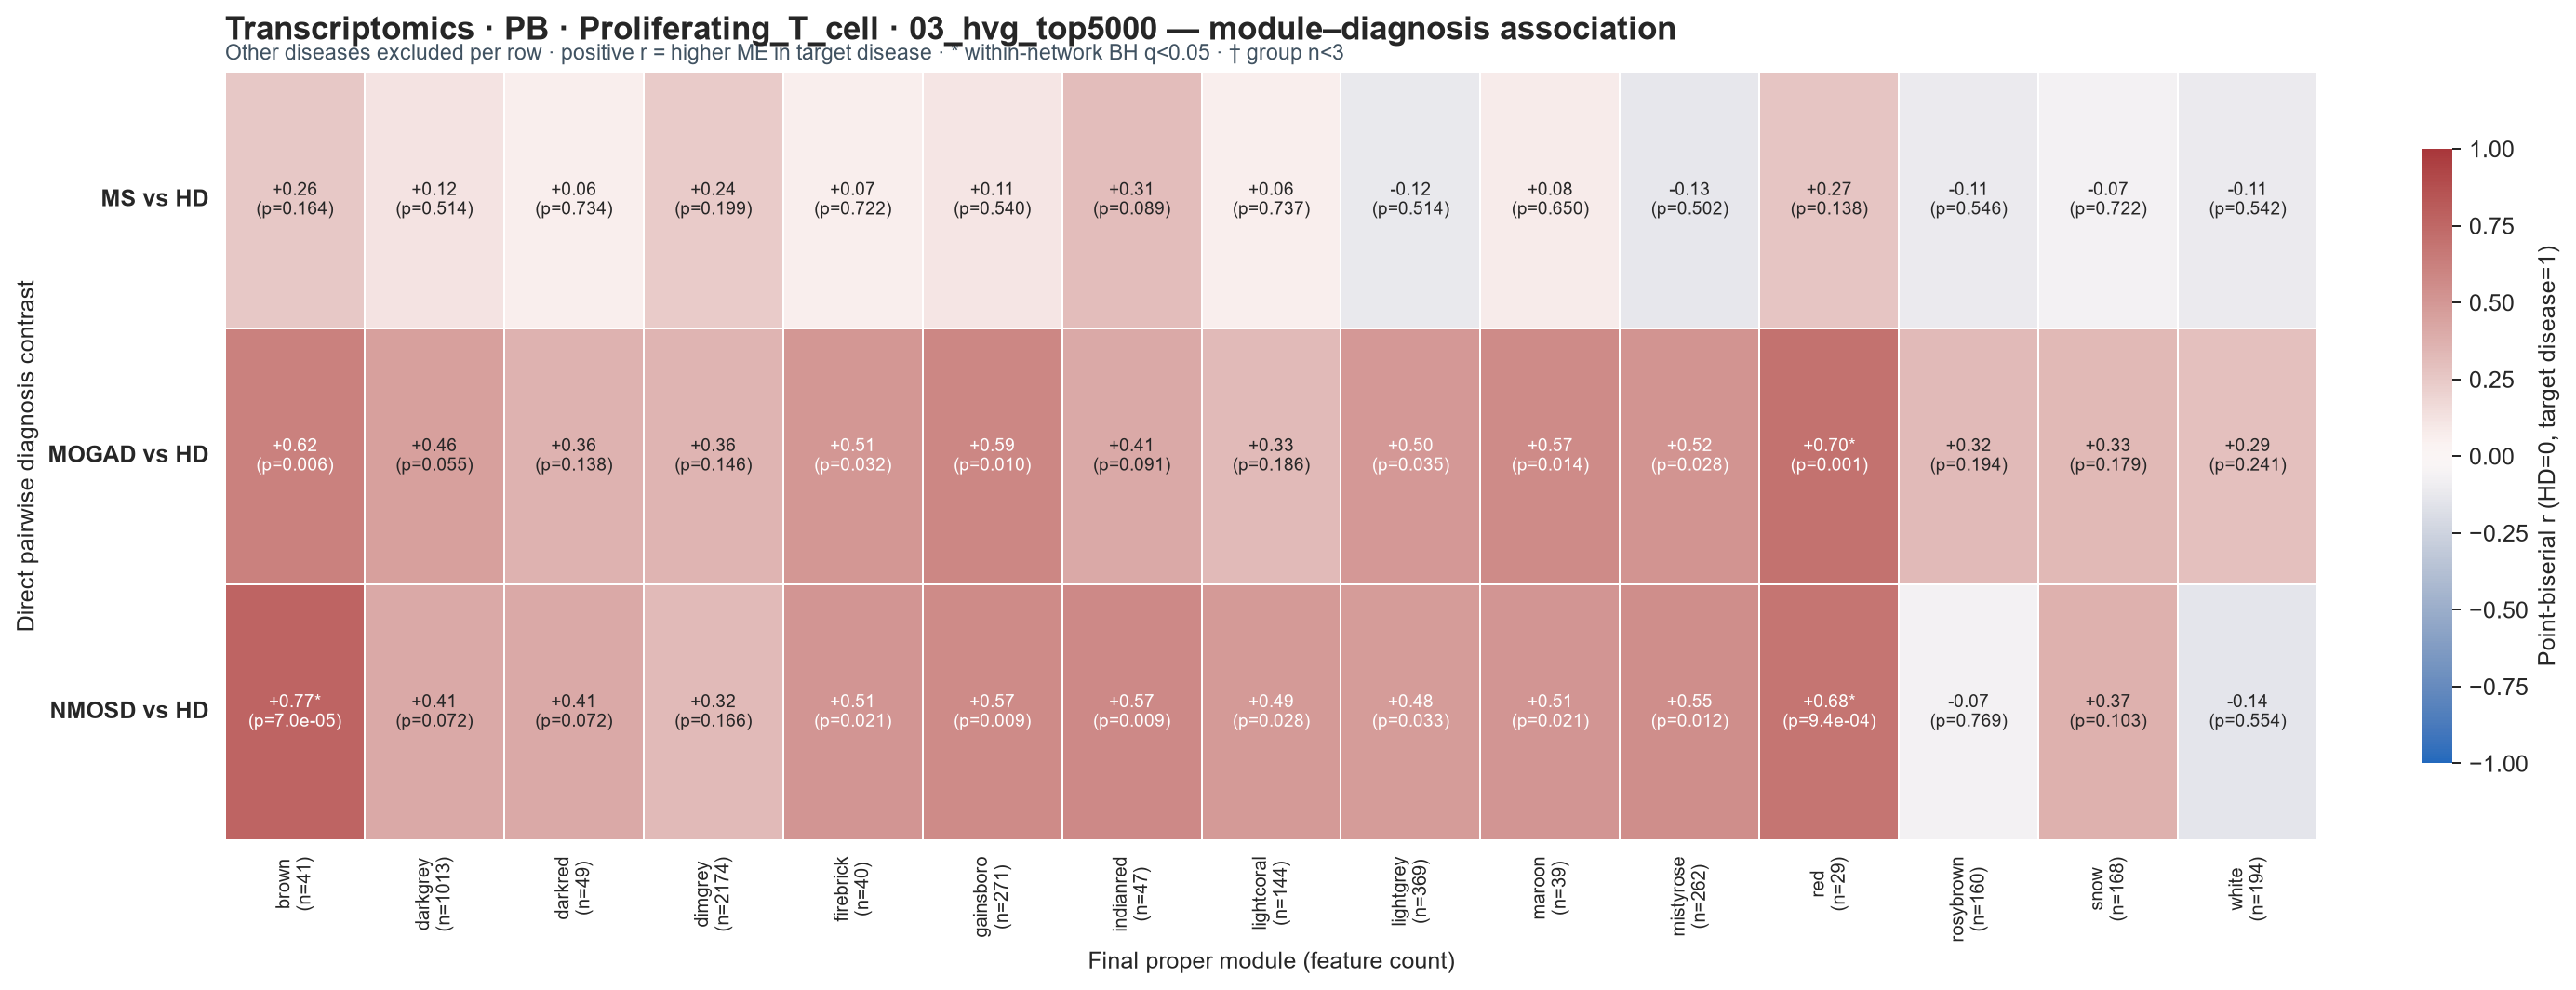 Transcriptomics · PB · Proliferating_T_cell · 03_hvg_top5000 — module–diagnosis association
Other diseases excluded per row · positive r = higher ME in target disease · * within-network BH q<0.05 · † group n<3
Direct pairwise diagnosis contrast
MS vs HD
+0.26 +0.12 +0.06 +0.24 +0.07 +0.11 +0.31 +0.06 -0.12 +0.08 -0.13 +0.27 -0.11 -0.07 -0.11
(p=0.164) (p=0.514) (p=0.734) (p=0.199) (p=0.722) (p=0.540) (p=0.089) (p=0.737) (p=0.514) (p=0.650) (p=0.502) (p=0.138) (p=0.546) (p=0.722) (p=0.542)
MOGAD vs HD
+0.62 +0.46 +0.36 +0.36 +0.51 +0.59 +0.41 +0.33 +0.50 +0.57 +0.52 +0.70* +0.32 +0.33 +0.29
(p=0.006) (p=0.055) (p=0.138) (p=0.146) (p=0.032) (p=0.010) (p=0.091) (p=0.186) (p=0.035) (p=0.014) (p=0.028) (p=0.001) (p=0.194) (p=0.179) (p=0.241)
NMOSD vs HD
+0.77* +0.41 +0.41 +0.32 +0.51 +0.57 +0.57 +0.49 +0.48 +0.51 +0.55 +0.68* -0.07 +0.37 -0.14
(p=7.0e-05) (p=0.072) (p=0.072) (p=0.166) (p=0.021) (p=0.009) (p=0.009) (p=0.028) (p=0.033) (p=0.021) (p=0.012) (p=9.4e-04) (p=0.769) (p=0.103) (p=0.554)
brown
(n=41)
darkgrey
(n=1013)
darkred
(n=49)
dimgrey
(n=2174)
firebrick
(n=40)
gainsboro
(n=271)
indianred
(n=47)
lightcoral
(n=144)
lightgrey
(n=369)
maroon
(n=39)
mistyrose
(n=262)
red
(n=29)
rosybrown
(n=160)
snow
(n=168)
white
(n=194)
Final proper module (feature count)
1.00
0.75
0.50
0.25
0.00
−0.25
−0.50
−0.75
−1.00
Point-biserial r (HD=0, target disease=1)